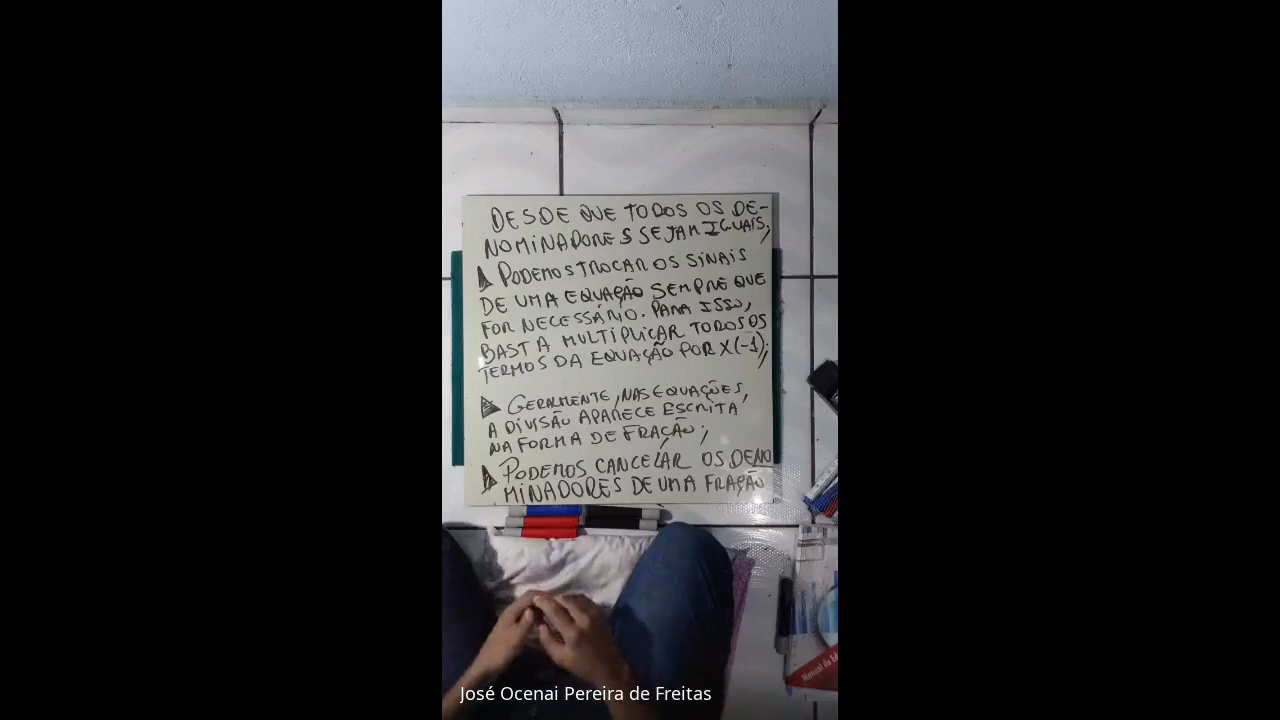 DESDE QUE TODOS OS DE-
NOMINADORES SEJAM IGUAIS;
PODEMOS TROCAR OS SINAIS
DE UMA EQUAÇÃO SEMPRE QUE
FOR NECESSÁRIO. PARA ISSO,
BASTA MULTIPLICAR TODOS OS
TERMOS DA EQUAÇÃO POR X(-1);
GERALMENTE, NAS EQUAÇÕES,
A DIVISÃO APARECE ESCRITA
NA FORMA DE FRAÇÃO;
PODEMOS CANCELAR OS DENO
MINADORES DE UMA FRAÇÃO
Manual do
José Ocenai Pereira de Freitas